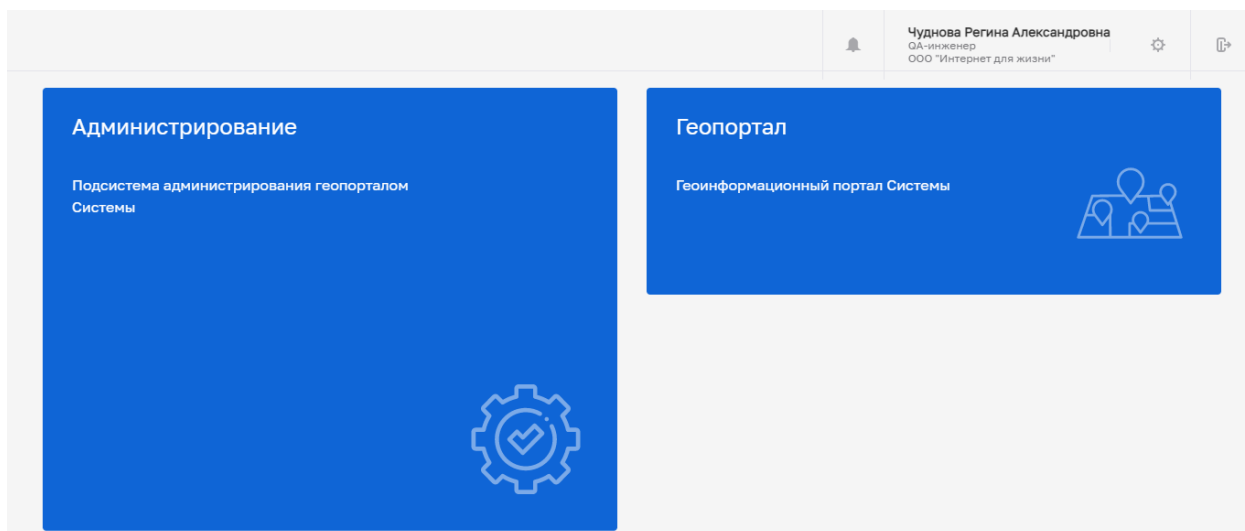 Чуднова Регина Александровна
QA-инженер
ООО "Интернет для жизни"
Администрирование
Подсистема администрирования геопорталом
Системы
Геопортал
Геоинформационный портал Системы